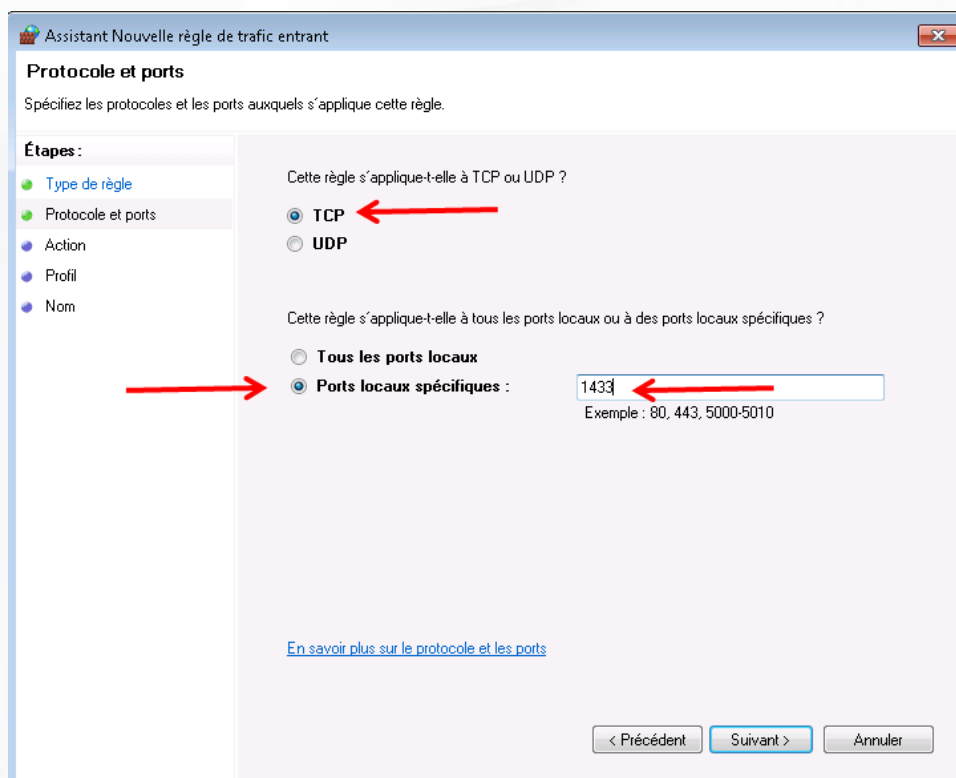 Assistant Nouvelle règle de trafic entrant
Protocole et ports
Spécifiez les protocoles et les ports auxquels s´applique cette règle.
Étapes :
Type de règle
Protocole et ports
Action
Profil
Nom
Cette règle s´applique-t-elle à TCP ou UDP ?
TCP
UDP
Cette règle s´applique-t-elle à tous les ports locaux ou à des ports locaux spécifiques ?
Tous les ports locaux
Ports locaux spécifiques : 1433
Exemple : 80, 443, 5000-5010
En savoir plus sur le protocole et les ports
< Précédent Suivant > Annuler